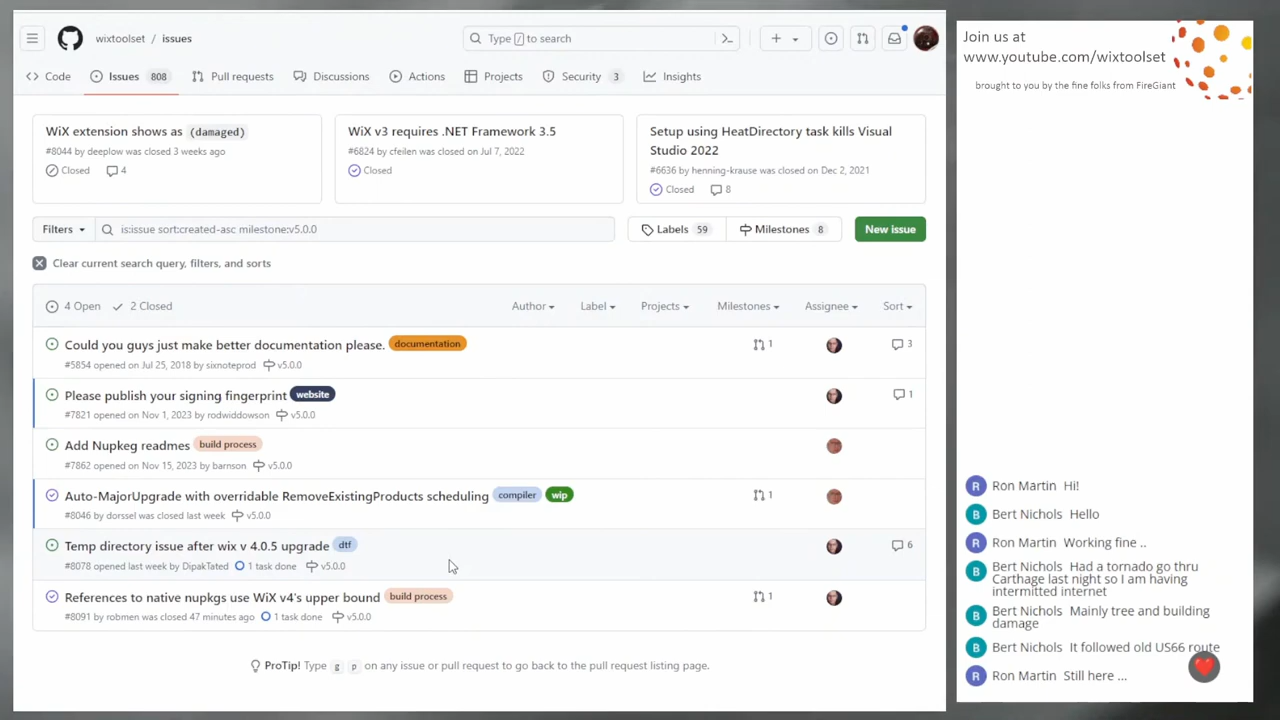 wixtoolset / issues
Type / to search
Code
Issues 808
Pull requests
Discussions
Actions
Projects
Security 3
Insights
WiX extension shows as (damaged)
#8044 by deeplow was closed 3 weeks ago
Closed 4
WiX v3 requires .NET Framework 3.5
#6824 by cfeilen was closed on Jul 7, 2022
Closed
Setup using HeatDirectory task kills Visual
Studio 2022
#6636 by henning-krause was closed on Dec 2, 2021
Closed 8
Filters
is:issue sort:created-asc milestone:v5.0.0
Labels 59
Milestones 8
New issue
Clear current search query, filters, and sorts
4 Open 2 Closed
Author
Label
Projects
Milestones
Assignee
Sort
Could you guys just make better documentation please. documentation 1 3
#5854 opened on Jul 25, 2018 by sixnoteprod v5.0.0
Please publish your signing fingerprint website 1
#7821 opened on Nov 1, 2023 by rodwiddowson v5.0.0
Add Nupkeg readmes build process
#7862 opened on Nov 15, 2023 by barnson v5.0.0
Auto-MajorUpgrade with overridable RemoveExistingProducts scheduling compiler wip 1
#8046 by dorssel was closed last week v5.0.0
Temp directory issue after wix v 4.0.5 upgrade dtf 6
#8078 opened last week by DipakTated 1 task done v5.0.0
References to native nupkgs use WiX v4's upper bound build process 1
#8091 by robmen was closed 47 minutes ago 1 task done v5.0.0
ProTip! Type g p on any issue or pull request to go back to the pull request listing page.
Join us at
www.youtube.com/wixtoolset
brought to you by the fine folks from FireGiant
R Ron Martin Hi!
B Bert Nichols Hello
R Ron Martin Working fine ..
B Bert Nichols Had a tornado go thru
Carthage last night so I am having
intermitted internet
B Bert Nichols Mainly tree and building
damage
B Bert Nichols It followed old US66 route
R Ron Martin Still here ...